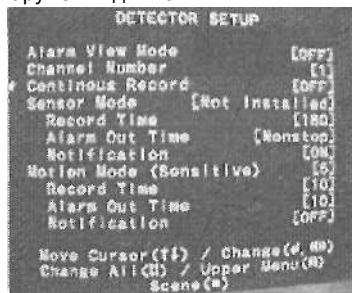 DETECTOR SETUP
Alarm View Mode [OFF]
Channel Number [1]
Continous Record [OFF]
Sensor Mode [Not Installed]
Record Time [180]
Alarm Out Time [Nonstop]
Notification [ON]
Motion Mode (Sensitive) [5]
Record Time [10]
Alarm Out Time [10]
Notification [OFF]
Move Cursor(↑↓) / Change
Change All / Upper Menu
Scene